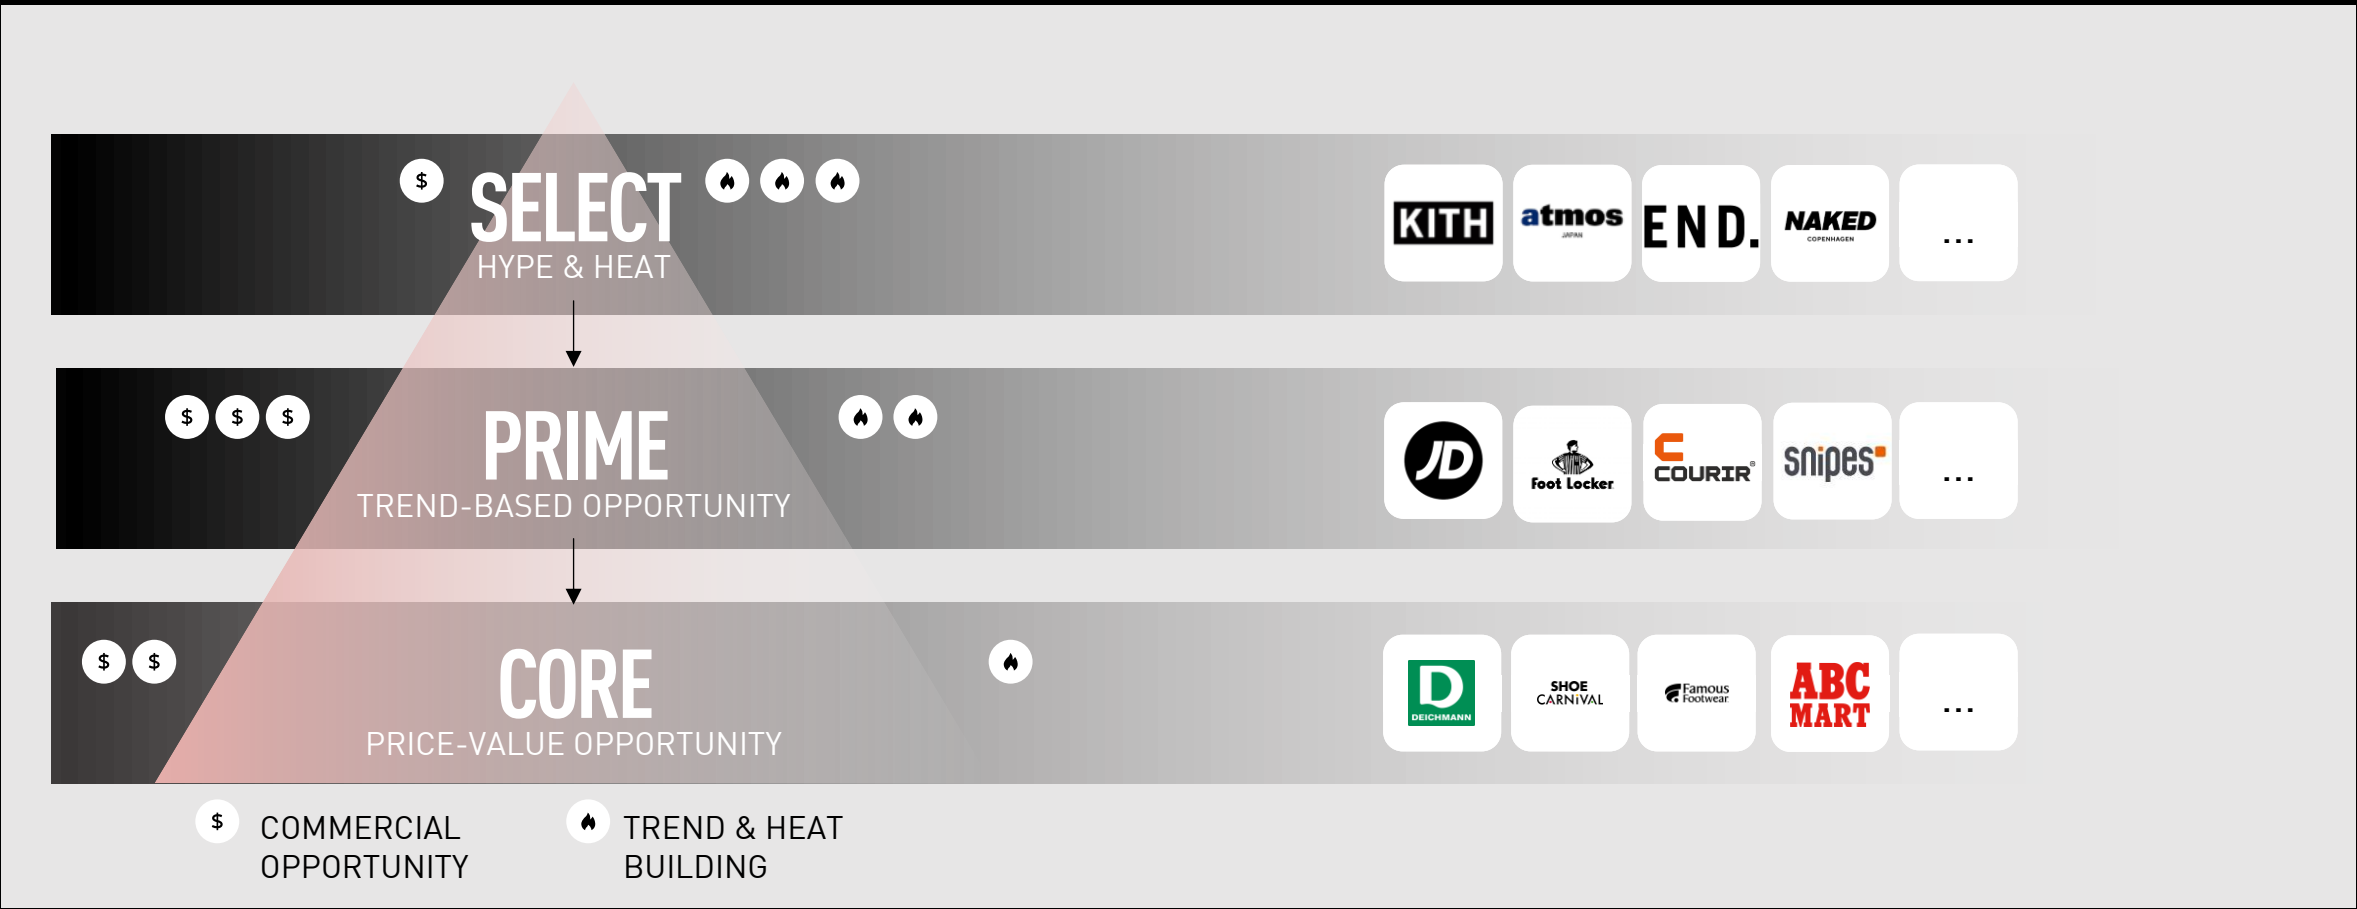 $ SELECT
HYPE & HEAT
KITH
atmos
JAPAN
END.
NAKED
COPENHAGEN
...
$ $ $ PRIME
TREND-BASED OPPORTUNITY
JD
Foot Locker
COURIR®
snipes
...
$ $ CORE
PRICE-VALUE OPPORTUNITY
D
DEICHMANN
SHOE
CARNiVAL
Famous
Footwear
ABC
MART
...
$ COMMERCIAL
OPPORTUNITY
TREND & HEAT
BUILDING